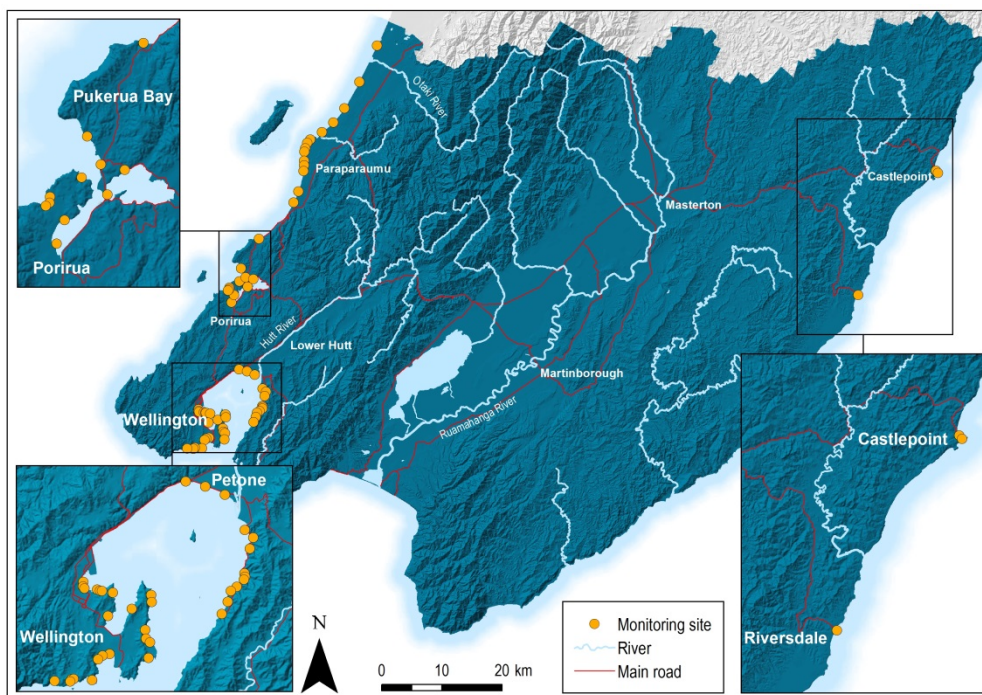 Pukerua Bay
Porirua
Otaki River
Paraparaumu
Masterton
Castlepoint
Porirua
Hutt River
Lower Hutt
Martinborough
Wellington
Ruamahanga River
Petone
Wellington
Castlepoint
Riversdale
N
0 10 20 km
Monitoring site
River
Main road